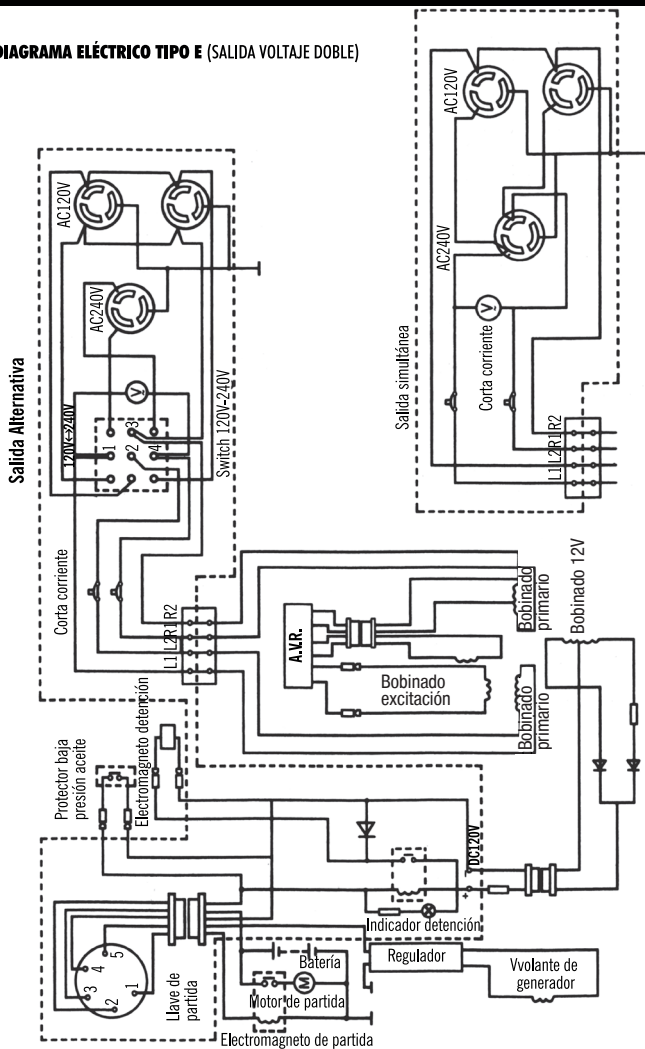 DIAGRAMA ELÉCTRICO TIPO E (SALIDA VOLTAJE DOBLE)
Salida Alternativa
AC120V
AC240V
120V↔240V
1
2
3
4
V
Switch 120V-240V
Corta corriente
L1 L2 R1 R2
Salida simultánea
AC120V
AC240V
V
Corta corriente
L1 L2 R1 R2
Protector baja
presión aceite
Electromagneto detención
A.V.R.
Bobinado
excitación
Bobinado
primario
Bobinado
primario
Bobinado 12V
DC120V
+
-
Indicador detención
Llave de
partida
1
2
3
4
5
Batería
M
Motor de partida
Electromagneto de partida
Regulador
Vvolante de
generador